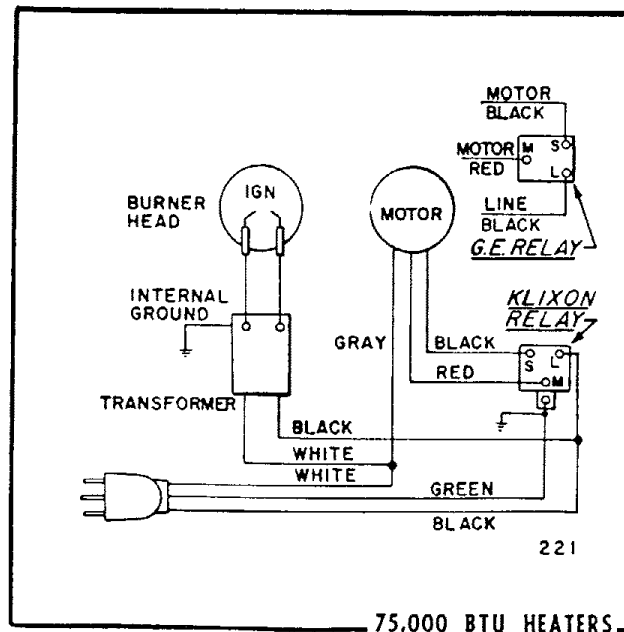 MOTOR
BLACK
MOTOR
RED
M
S
L
LINE
BLACK
G.E. RELAY
IGN
BURNER
HEAD
MOTOR
INTERNAL
GROUND
GRAY
KLIXON
RELAY
BLACK
RED
S
L
M
TRANSFORMER
BLACK
WHITE
WHITE
GREEN
BLACK
221
75,000 BTU HEATERS